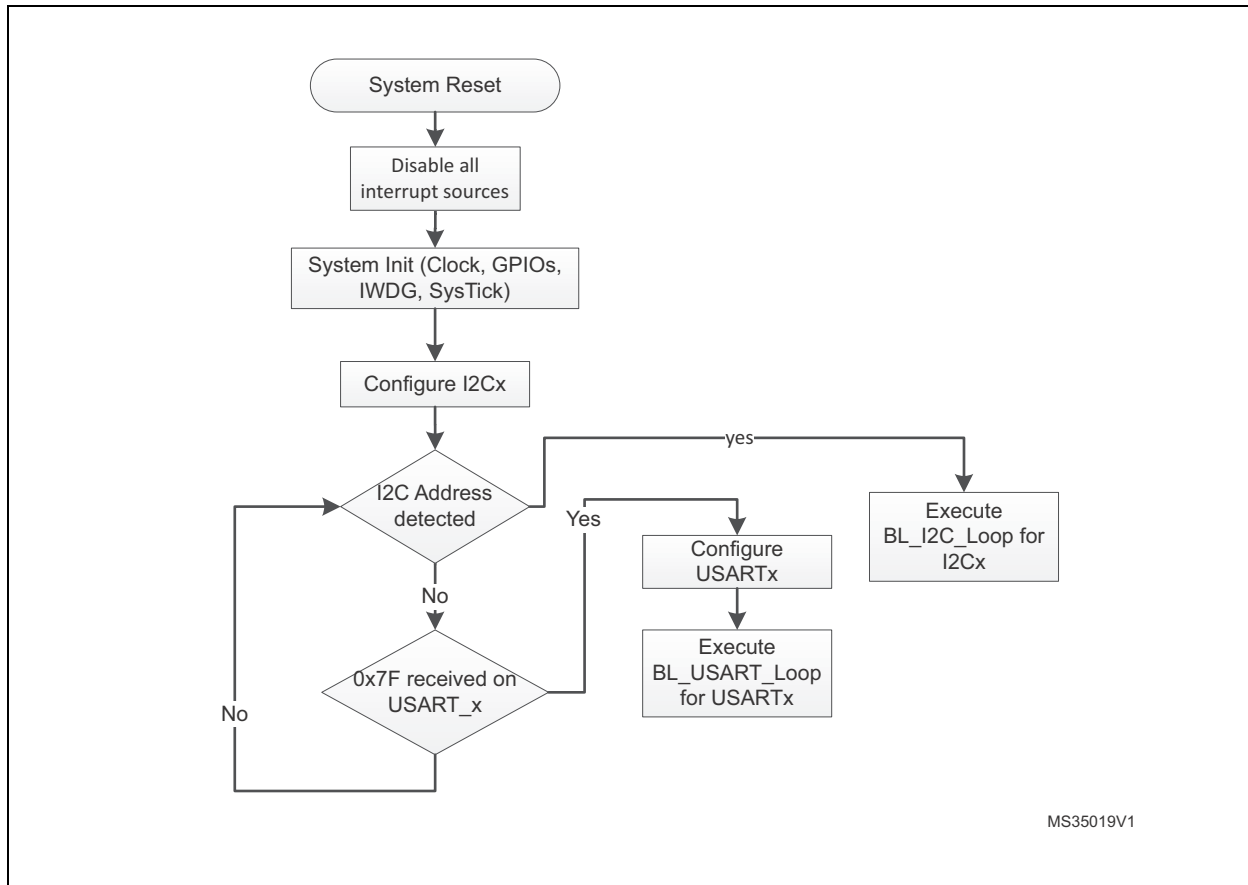 System Reset
Disable all
interrupt sources
System Init (Clock, GPIOs,
IWDG, SysTick)
Configure I2Cx
I2C Address
detected
yes
Execute
BL_I2C_Loop for
I2Cx
Yes
Configure
USARTx
No
Execute
BL_USART_Loop
for USARTx
0x7F received on
USART_x
No
MS35019V1